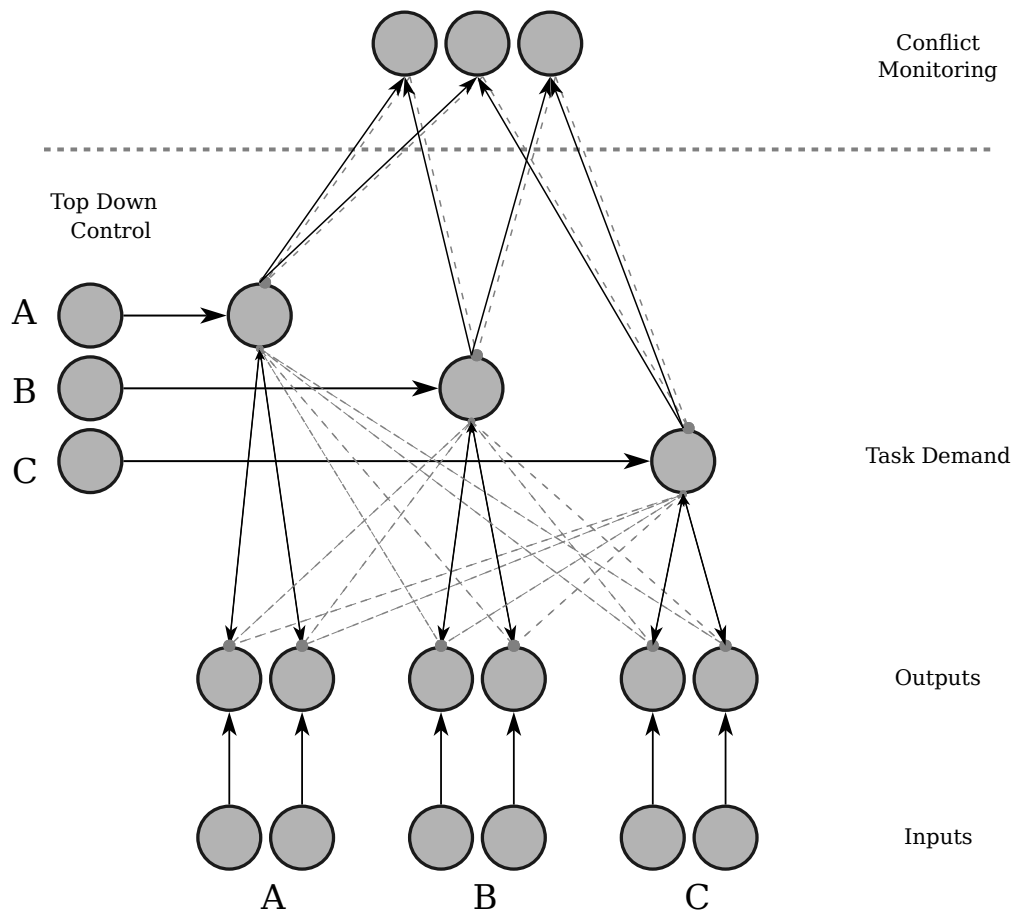 Conflict
Monitoring
Top Down
Control
A
B
C
Task Demand
Outputs
Inputs
A B C